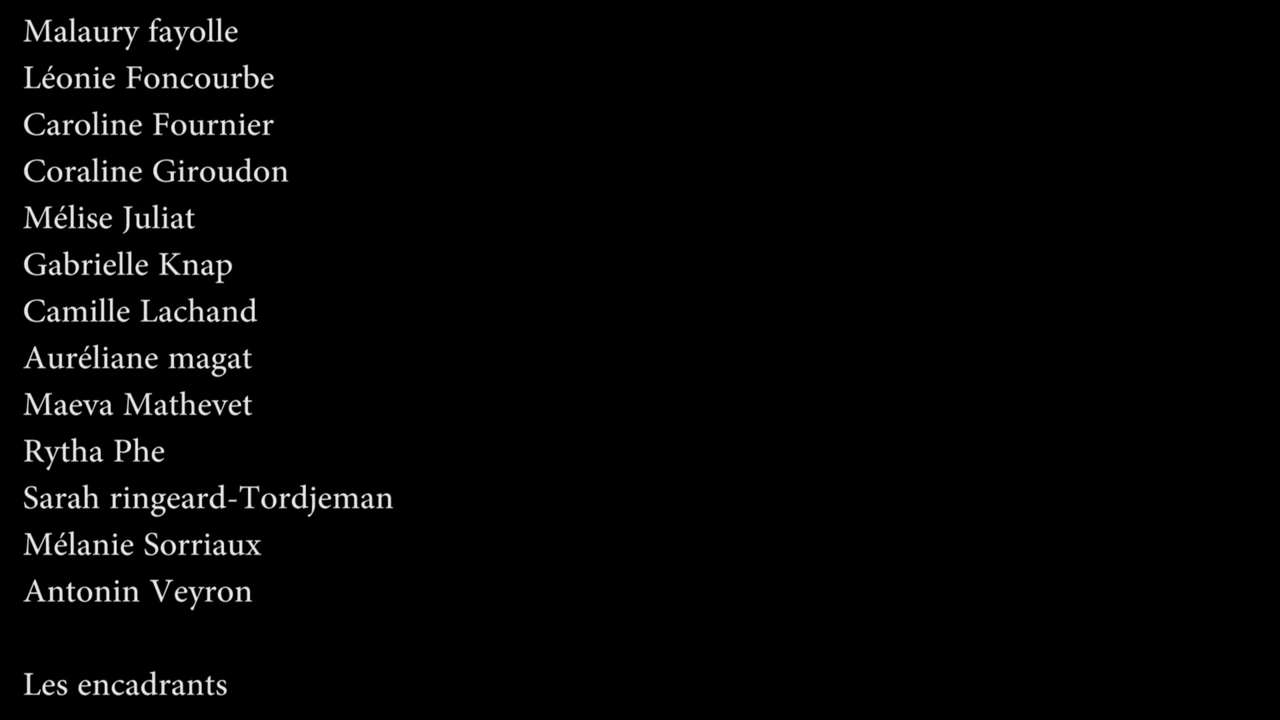 Malaury fayolle
Léonie Foncourbe
Caroline Fournier
Coraline Giroudon
Mélise Juliat
Gabrielle Knap
Camille Lachand
Auréliane magat
Maeva Mathevet
Rytha Phe
Sarah ringeard-Tordjeman
Mélanie Sorriaux
Antonin Veyron
Les encadrants